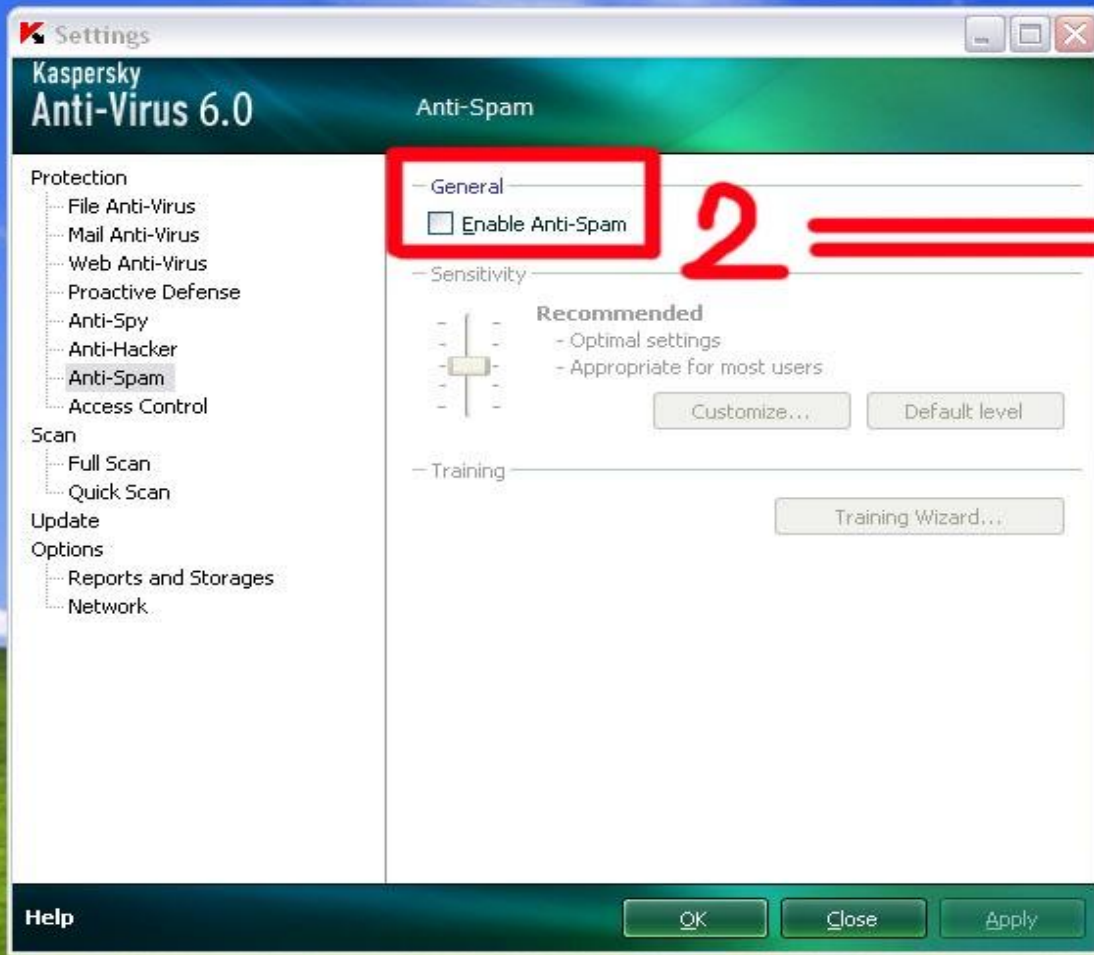 Settings
Kaspersky
Anti-Virus 6.0
Anti-Spam
Protection
File Anti-Virus
Mail Anti-Virus
Web Anti-Virus
Proactive Defense
Anti-Spy
Anti-Hacker
Anti-Spam
Access Control
Scan
Full Scan
Quick Scan
Update
Options
Reports and Storages
Network
General
Enable Anti-Spam
2
Sensitivity
Recommended
- Optimal settings
- Appropriate for most users
Customize... Default level
Training
Training Wizard...
Help OK Close Apply